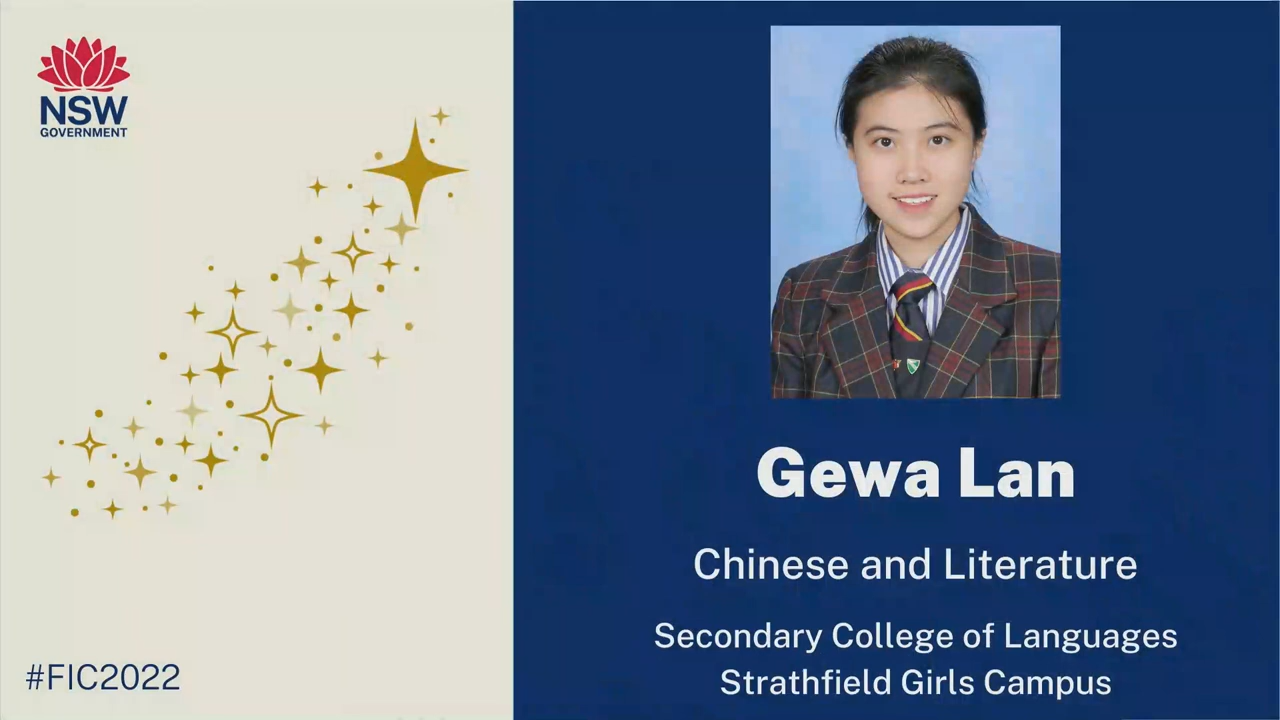 NSW
GOVERNMENT
#FIC2022
Gewa Lan
Chinese and Literature
Secondary College of Languages
Strathfield Girls Campus